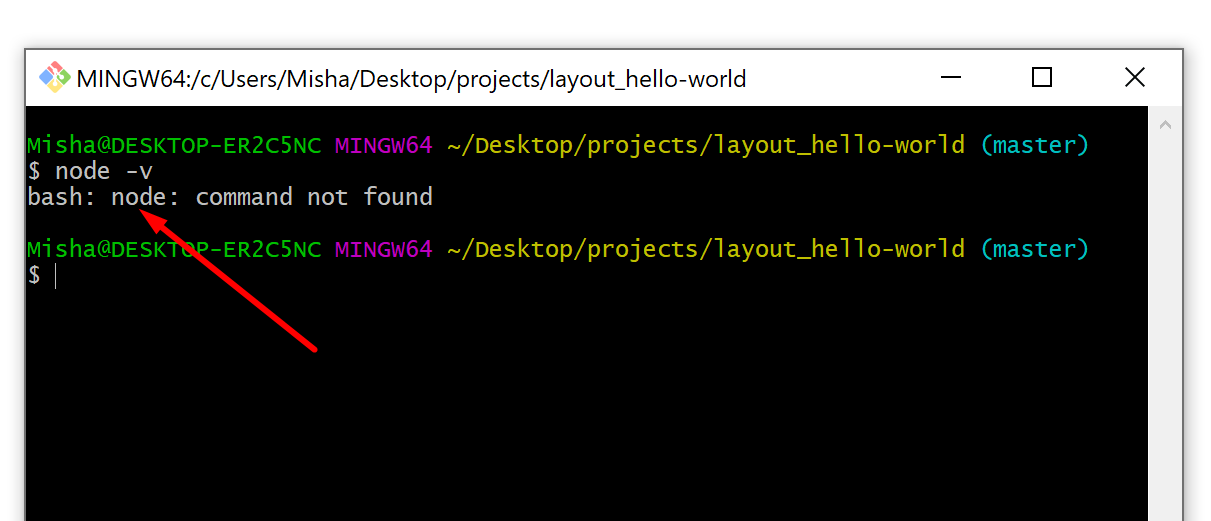 MINGW64:/c/Users/Misha/Desktop/projects/layout_hello-world
Misha@DESKTOP-ER2C5NC MINGW64 ~/Desktop/projects/layout_hello-world (master)
$ node -v
bash: node: command not found
Misha@DESKTOP-ER2C5NC MINGW64 ~/Desktop/projects/layout_hello-world (master)
$